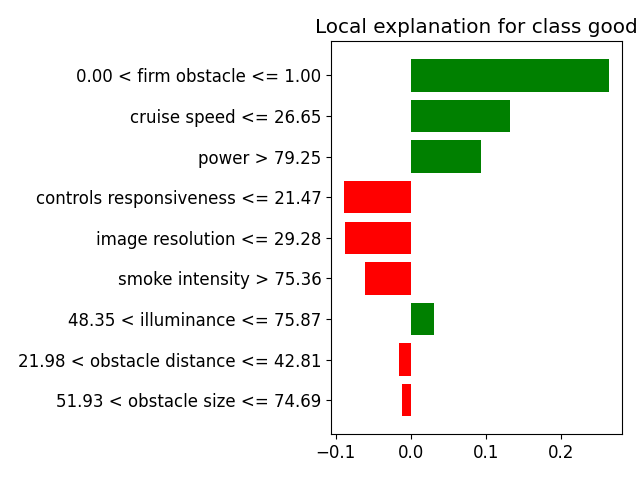 Local explanation for class good
0.00 < firm obstacle <= 1.00
cruise speed <= 26.65
power > 79.25
controls responsiveness <= 21.47
image resolution <= 29.28
smoke intensity > 75.36
48.35 < illuminance <= 75.87
21.98 < obstacle distance <= 42.81
51.93 < obstacle size <= 74.69
−0.1 0.0 0.1 0.2